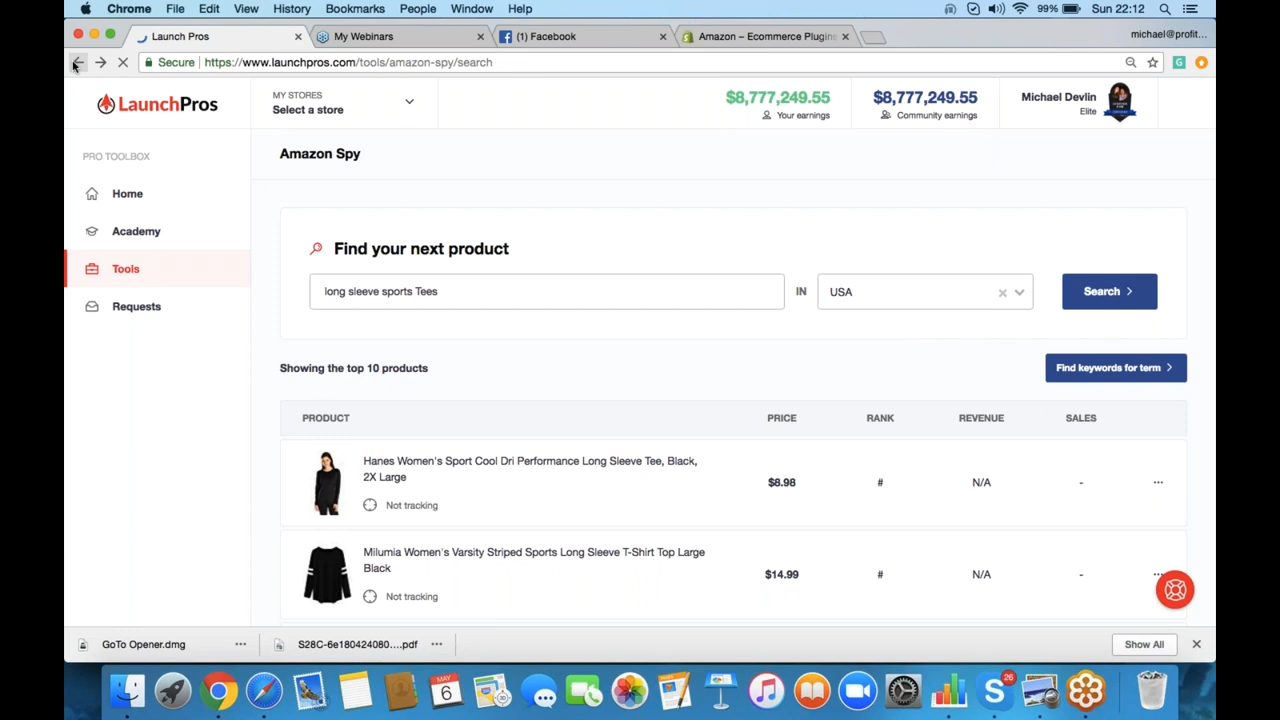 Chrome File Edit View History Bookmarks People Window Help
99% Sun 22:12
Launch Pros
My Webinars
(1) Facebook
Amazon – Ecommerce Plugins
michael@profit...
Secure https://www.launchpros.com/tools/amazon-spy/search
LaunchPros
MY STORES
Select a store
$8,777,249.55
Your earnings
$8,777,249.55
Community earnings
Michael Devlin
Elite
PRO TOOLBOX
Home
Academy
Tools
Requests
Amazon Spy
Find your next product
long sleeve sports Tees
IN
USA
Search
Showing the top 10 products
Find keywords for term
PRODUCT PRICE RANK REVENUE SALES
Hanes Women's Sport Cool Dri Performance Long Sleeve Tee, Black,
2X Large
Not tracking
$8.98 # N/A - ...
Milumia Women's Varsity Striped Sports Long Sleeve T-Shirt Top Large
Black
Not tracking
$14.99 # N/A - ...
GoTo Opener.dmg ...
S28C-6e180424080....pdf ...
Show All
MAY
6
26